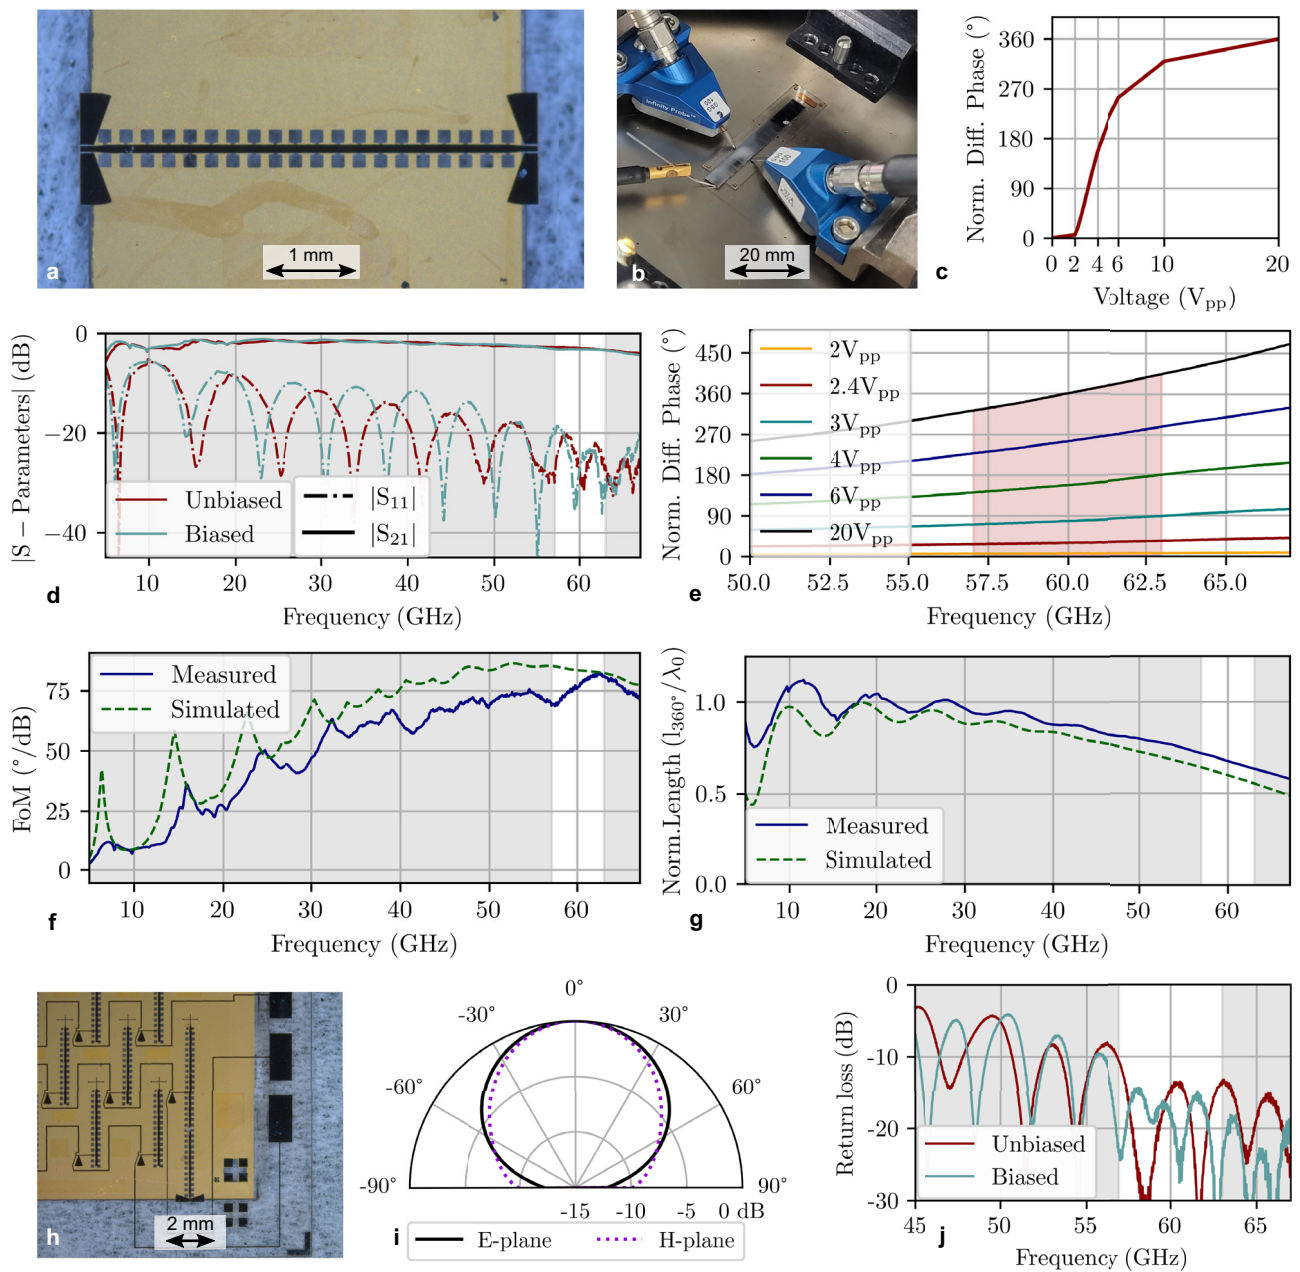 1 mm
a
Infinity Probe™
GSG
100
GSG
100
20 mm
b
Norm. Diff. Phase (°)
360
270
180
90
0
0 2 4 6 10 20
Voltage (Vpp)
c
|S − Parameters| (dB)
0
−20
−40
Unbiased
Biased
|S11|
|S21|
10 20 30 40 50 60
Frequency (GHz)
d
Norm. Diff. Phase (°)
450
360
270
180
90
0
2Vpp
2.4Vpp
3Vpp
4Vpp
6Vpp
20Vpp
50.0 52.5 55.0 57.5 60.0 62.5 65.0
Frequency (GHz)
e
FoM (°/dB)
75
50
25
0
Measured
Simulated
10 20 30 40 50 60
Frequency (GHz)
f
Norm.Length (l360°/λ0)
1.0
0.5
0.0
Measured
Simulated
10 20 30 40 50 60
Frequency (GHz)
g
2 mm
h
0°
-30° 30°
-60° 60°
-90° 90°
-15 -10 -5 0 dB
E-plane H-plane
i
Return loss (dB)
0
-10
-20
-30
Unbiased
Biased
45 50 55 60 65
Frequency (GHz)
j